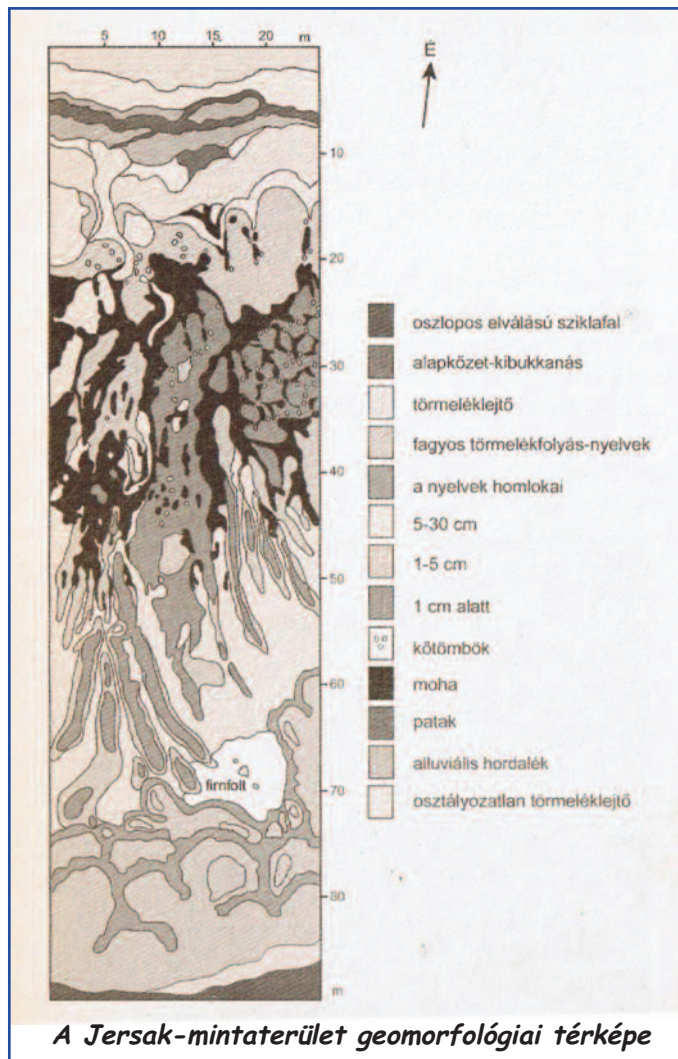 5 10 15 20 m
É
10
20
30
40
50
60
70
80
m
firnfolt
oszlopos elválású sziklafal
alapkőzet-kibukkanás
törmeléklejtő
fagyos törmelékfolyás-nyelvek
a nyelvek homlokai
5-30 cm
1-5 cm
1 cm alatt
kőtömbök
moha
patak
alluviális hordalék
osztályozatlan törmeléklejtő
A Jersak-mintaterület geomorfológiai térképe